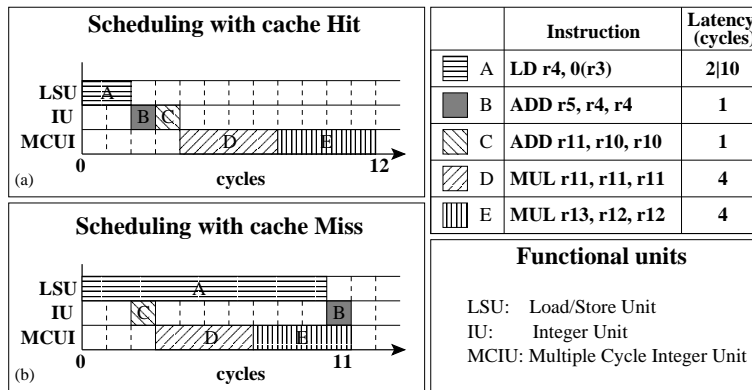 Scheduling with cache Hit
LSU
IU
MCUI
A
B
C
D
E
0
12
cycles
(a)
Scheduling with cache Miss
LSU
IU
MCUI
A
C
B
D
E
0
11
cycles
(b)
Instruction
Latency
(cycles)
A LD r4, 0(r3) 2|10
B ADD r5, r4, r4 1
C ADD r11, r10, r10 1
D MUL r11, r11, r11 4
E MUL r13, r12, r12 4
Functional units
LSU: Load/Store Unit
IU: Integer Unit
MCIU: Multiple Cycle Integer Unit